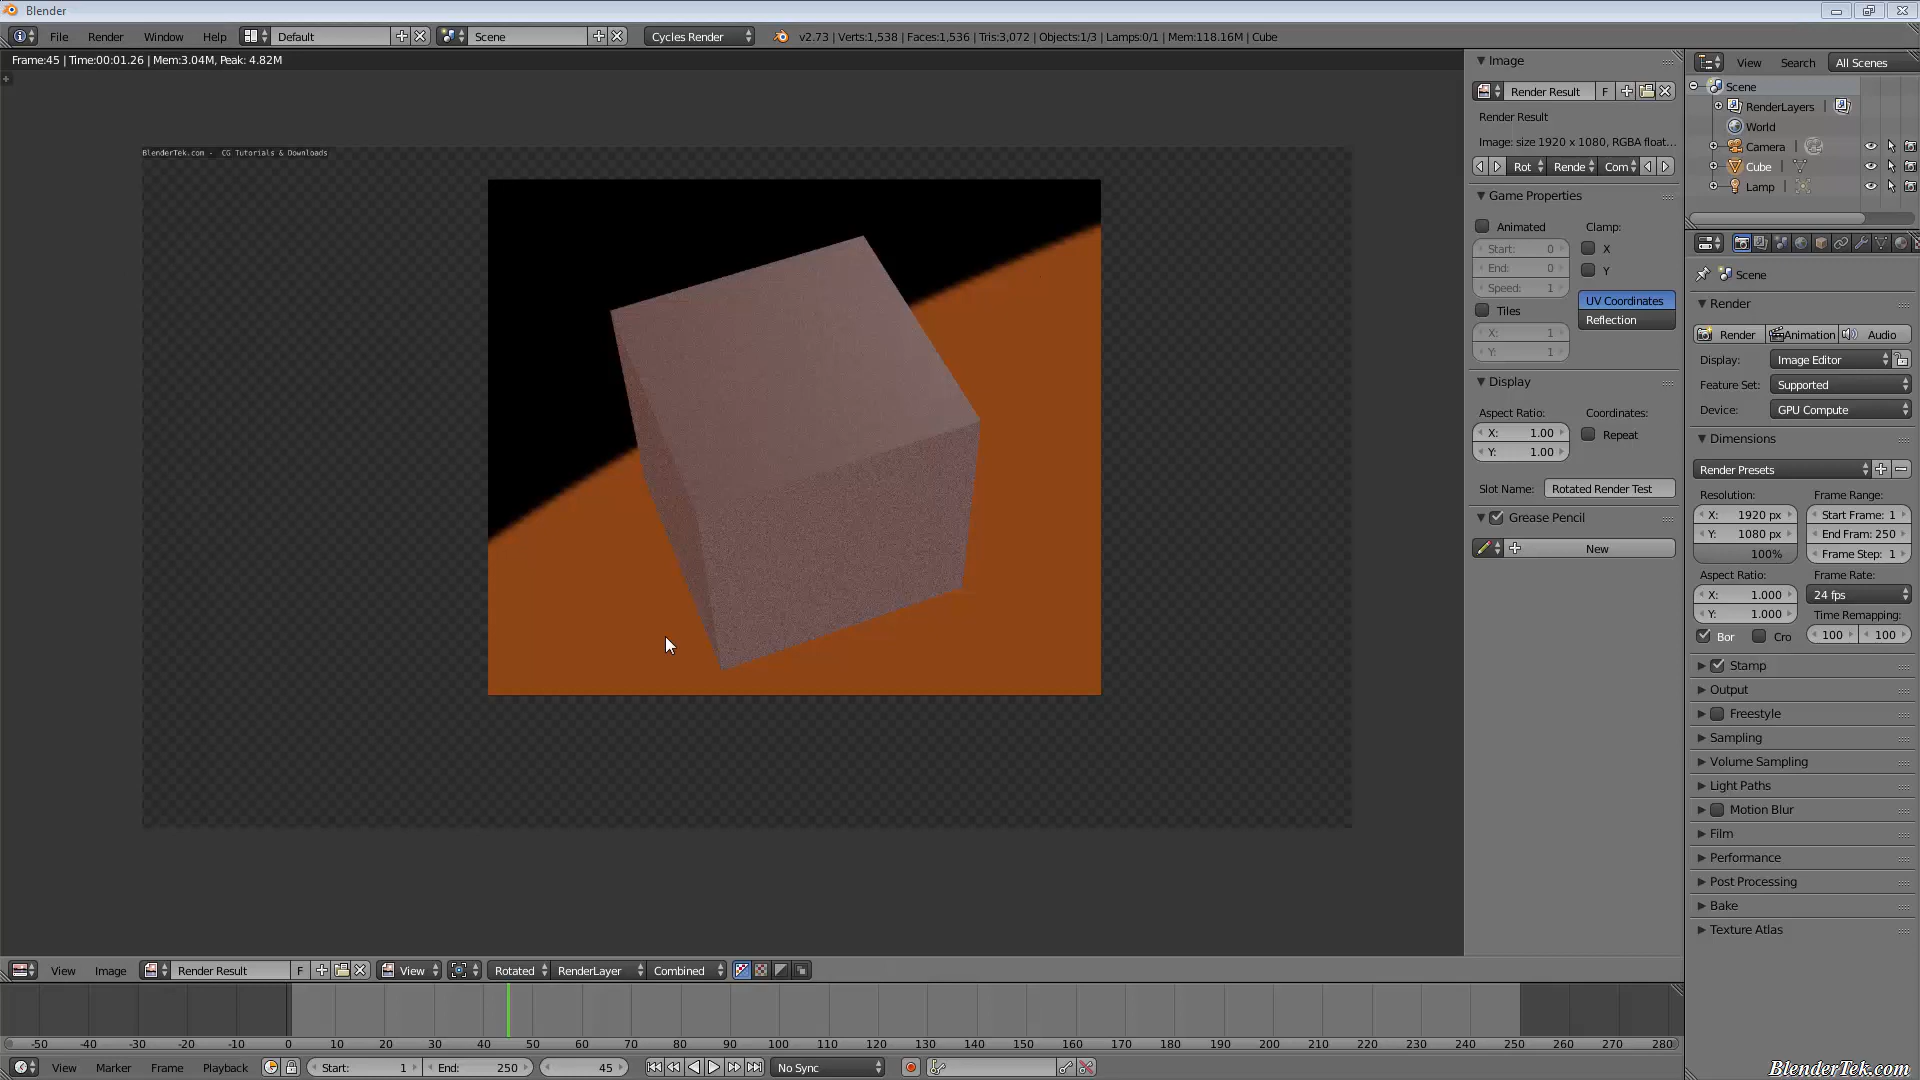 Blender
File Render Window Help Default Scene Cycles Render v2.73 | Verts:1,538 | Faces:1,536 | Tris:3,072 | Objects:1/3 | Lamps:0/1 | Mem:118.16M | Cube
Frame:45 | Time:00:01.26 | Mem:3.04M, Peak: 4.82M
BlenderTek.com - CG Tutorials & Downloads
Image
Render Result F
Render Result
Image: size 1920 x 1080, RGBA float...
Rot Rende Com
Game Properties
Animated Clamp:
Start: 0 X
End: 0 Y
Speed: 1
UV Coordinates
Tiles Reflection
X: 1
Y: 1
Display
Aspect Ratio: Coordinates:
X: 1.00 Repeat
Y: 1.00
Slot Name: Rotated Render Test
Grease Pencil
New
View Search All Scenes
Scene
RenderLayers
World
Camera
Cube
Lamp
Scene
Render
Render Animation Audio
Display: Image Editor
Feature Set: Supported
Device: GPU Compute
Dimensions
Render Presets
Resolution: Frame Range:
X: 1920 px Start Frame: 1
Y: 1080 px End Fram: 250
100% Frame Step: 1
Aspect Ratio: Frame Rate:
X: 1.000 24 fps
Y: 1.000 Time Remapping:
Bor Cro 100 100
Stamp
Output
Freestyle
Sampling
Volume Sampling
Light Paths
Motion Blur
Film
Performance
Post Processing
Bake
Texture Atlas
View Image Render Result F View Rotated RenderLayer Combined
-50 -40 -30 -20 -10 0 10 20 30 40 50 60 70 80 90 100 110 120 130 140 150 160 170 180 190 200 210 220 230 240 250 260 270 280
View Marker Frame Playback Start: 1 End: 250 45 No Sync
BlenderTek.com